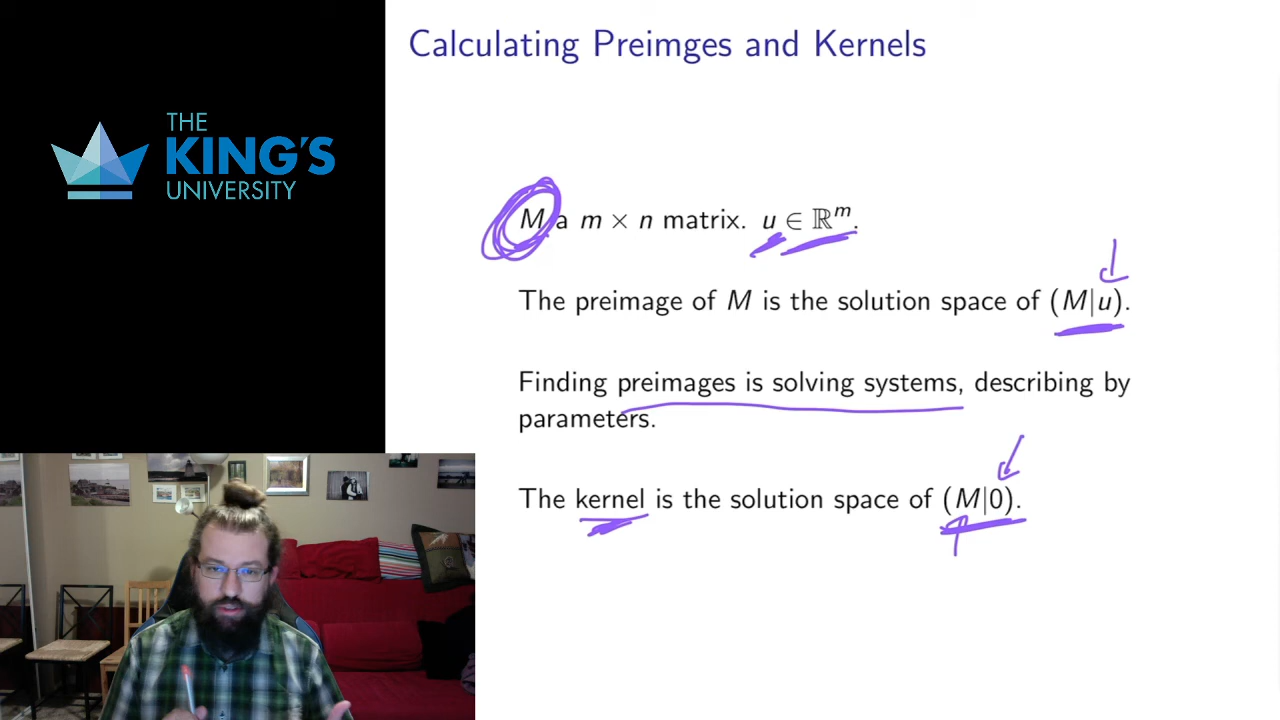 Calculating Preimges and Kernels
THE
KING'S
UNIVERSITY
M a m × n matrix. u ∈ ℝᵐ.
The preimage of M is the solution space of (M|u).
Finding preimages is solving systems, describing by
parameters.
The kernel is the solution space of (M|0).